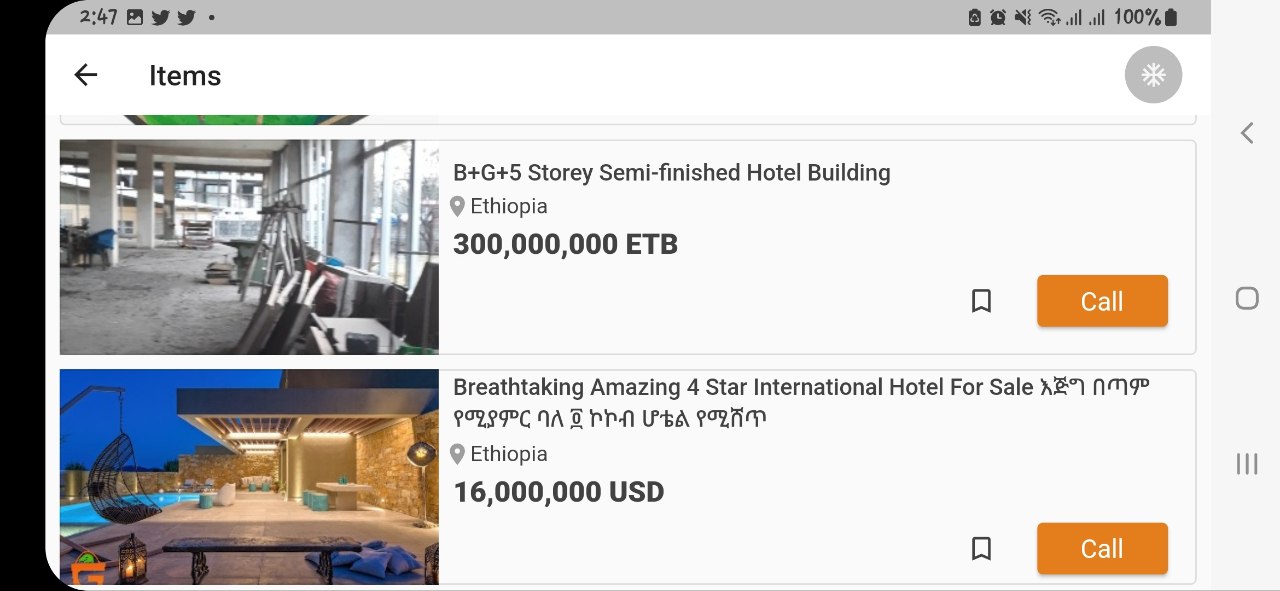 2:47
100%
Items
B+G+5 Storey Semi-finished Hotel Building
Ethiopia
300,000,000 ETB
Call
Breathtaking Amazing 4 Star International Hotel For Sale እጅግ በጣም
የሚያምር ባለ ፬ ኮኮብ ሆቴል የሚሸጥ
Ethiopia
16,000,000 USD
Call